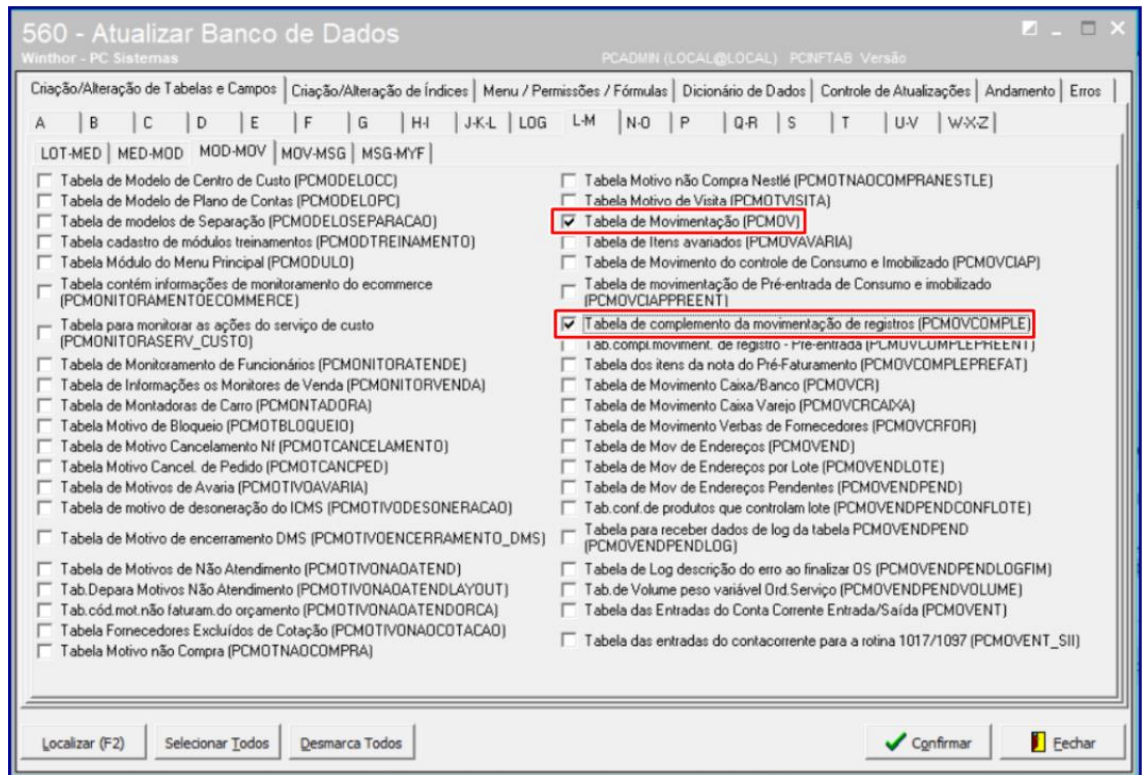 560 - Atualizar Banco de Dados
Winthor - PC Sistemas
PCADMIN (LOCAL@LOCAL) PCINFTAB Versão
Criação/Alteração de Tabelas e Campos Criação/Alteração de Índices Menu / Permissões / Fórmulas Dicionário de Dados Controle de Atualizações Andamento Erros
A B C D E F G H-I J-K-L LOG L-M N-O P Q-R S T U-V W-X-Z
LOT-MED MED-MOD MOD-MOV MOV-MSG MSG-MYF
Tabela de Modelo de Centro de Custo (PCMODELOCC)
Tabela de Modelo de Plano de Contas (PCMODELOPC)
Tabela de modelos de Separação (PCMODELOSEPARACAO)
Tabela cadastro de módulos treinamentos (PCMODTREINAMENTO)
Tabela Módulo do Menu Principal (PCMODULO)
Tabela contém informações de monitoramento do ecommerce
(PCMONITORAMENTOECOMMERCE)
Tabela para monitorar as ações do serviço de custo
(PCMONITORASERV_CUSTO)
Tabela de Monitoramento de Funcionários (PCMONITORATENDE)
Tabela de Informações os Monitores de Venda (PCMONITORVENDA)
Tabela de Montadoras de Carro (PCMONTADORA)
Tabela Motivo de Bloqueio (PCMOTBLOQUEIO)
Tabela de Motivo Cancelamento Nf (PCMOTCANCELAMENTO)
Tabela Motivo Cancel. de Pedido (PCMOTCANCPED)
Tabela de Motivos de Avaria (PCMOTIVOAVARIA)
Tabela de motivo de desoneração do ICMS (PCMOTIVODESONERACAO)
Tabela de Motivo de encerramento DMS (PCMOTIVOENCERRAMENTO_DMS)
Tabela de Motivos de Não Atendimento (PCMOTIVONAOATEND)
Tab.Depara Motivos Não Atendimento (PCMOTIVONAOATENDLAYOUT)
Tab.cód.mot.não faturam.do orçamento (PCMOTIVONAOATENDORCA)
Tabela Fornecedores Excluídos de Cotação (PCMOTIVONAOCOTACAO)
Tabela Motivo não Compra (PCMOTNAOCOMPRA)
Tabela Motivo não Compra Nestlé (PCMOTNAOCOMPRANESTLE)
Tabela Motivo de Visita (PCMOTVISITA)
Tabela de Movimentação (PCMOV)
Tabela de Itens avariados (PCMOVAVARIA)
Tabela de Movimento do controle de Consumo e Imobilizado (PCMOVCIAP)
Tabela de movimentação de Pré-entrada de Consumo e imobilizado
(PCMOVCIAPPREENT)
Tabela de complemento da movimentação de registros (PCMOVCOMPLE)
Tab.compl.moviment. de registro - Pré-entrada (PCMOVCOMPLEPREENT)
Tabela dos itens da nota do Pré-Faturamento (PCMOVCOMPLEPREFAT)
Tabela de Movimento Caixa/Banco (PCMOVCR)
Tabela de Movimento Caixa Varejo (PCMOVCRCAIXA)
Tabela de Movimento Verbas de Fornecedores (PCMOVCRFOR)
Tabela de Mov de Endereços (PCMOVEND)
Tabela de Mov de Endereços por Lote (PCMOVENDLOTE)
Tabela de Mov de Endereços Pendentes (PCMOVENDPEND)
Tab.conf.de produtos que controlam lote (PCMOVENDPENDCONFLOTE)
Tabela para receber dados de log da tabela PCMOVENDPEND
(PCMOVENDPENDLOG)
Tabela de Log descrição do erro ao finalizar OS (PCMOVENDPENDLOGFIM)
Tab.de Volume peso variável Ord.Serviço (PCMOVENDPENDVOLUME)
Tabela das Entradas do Conta Corrente Entrada/Saída (PCMOVENT)
Tabela das entradas do contacorrente para a rotina 1017/1097 (PCMOVENT_SII)
Localizar (F2) Selecionar Todos Desmarca Todos Confirmar Fechar